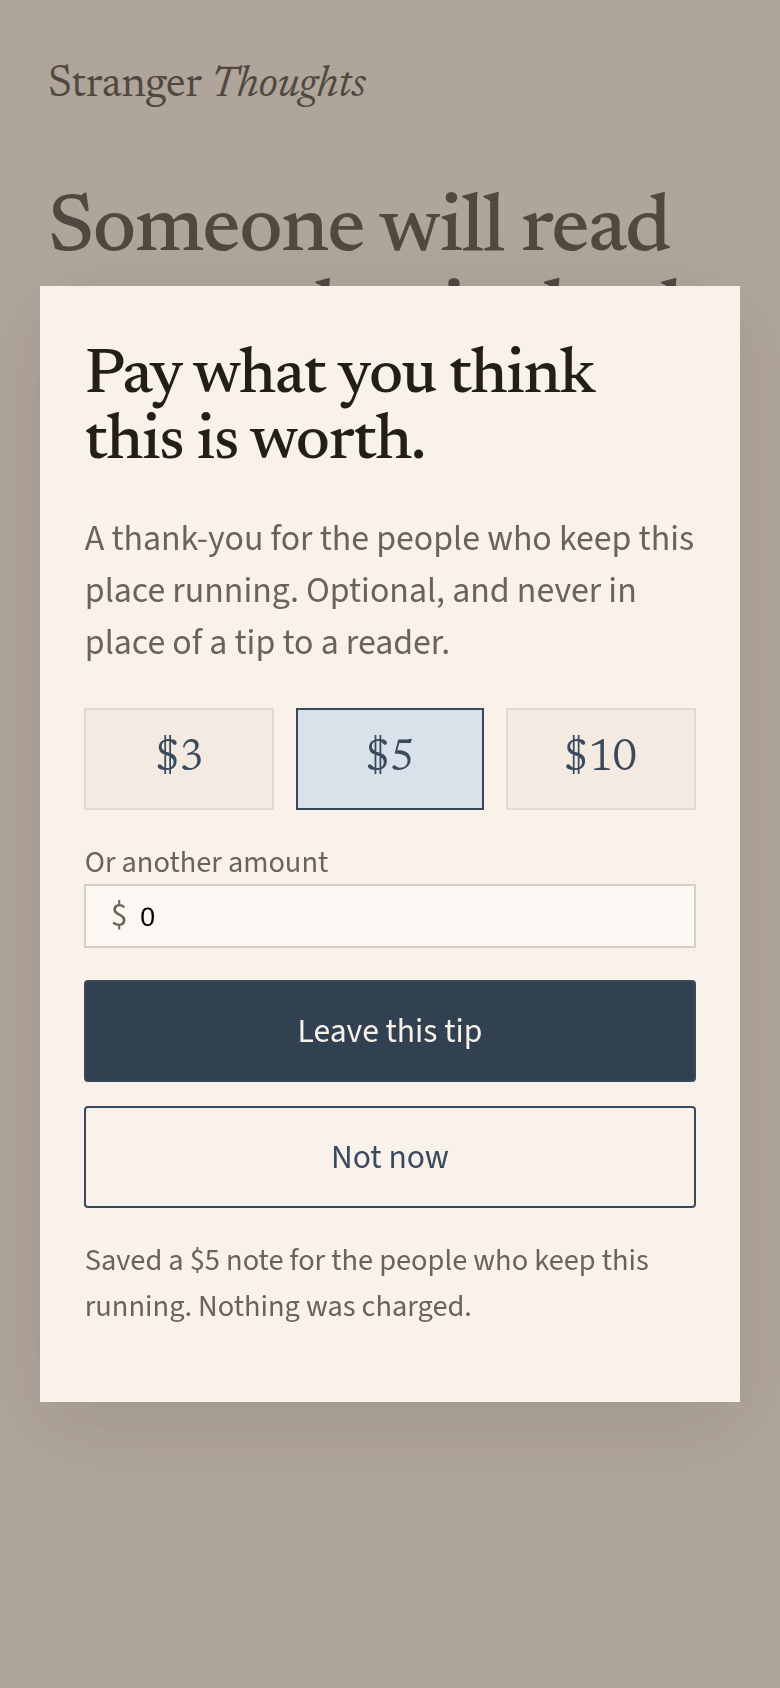 Stranger Thoughts
Someone will read
Pay what you think
this is worth.
A thank-you for the people who keep this
place running. Optional, and never in
place of a tip to a reader.
$3
$5
$10
Or another amount
$ 0
Leave this tip
Not now
Saved a $5 note for the people who keep this
running. Nothing was charged.